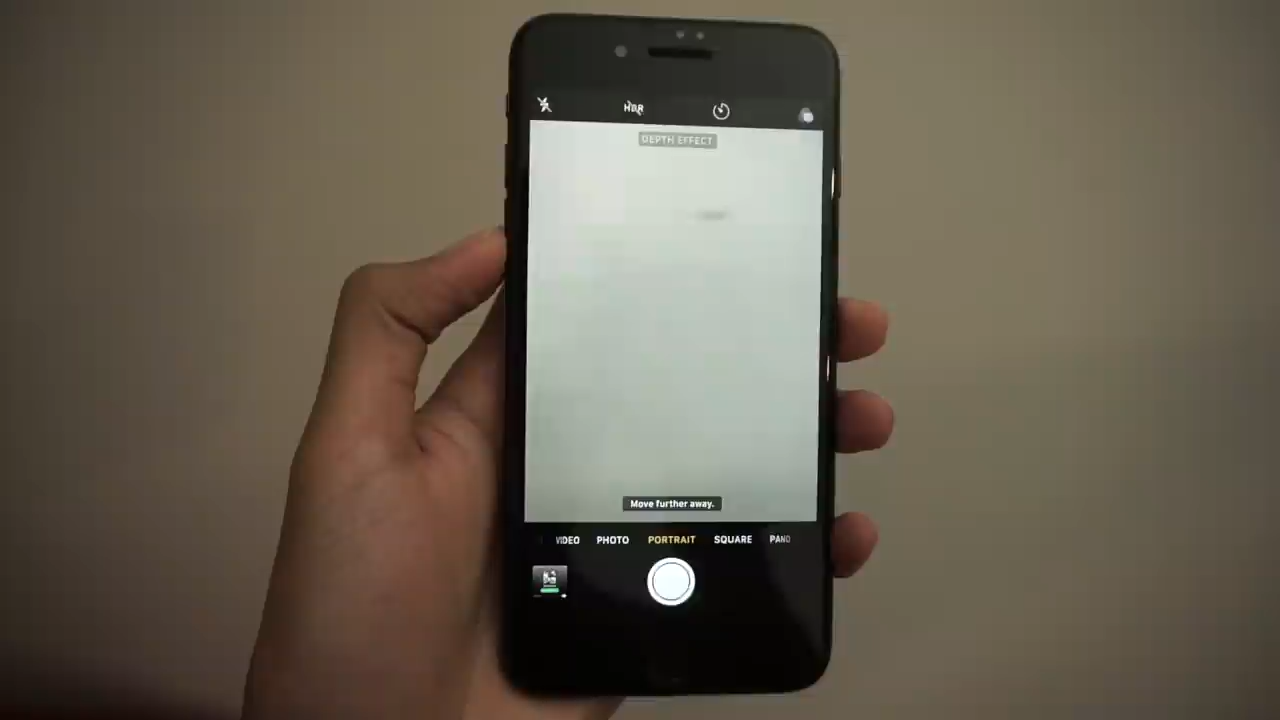 HDR
DEPTH EFFECT
Move further away.
VIDEO PHOTO PORTRAIT SQUARE PANO